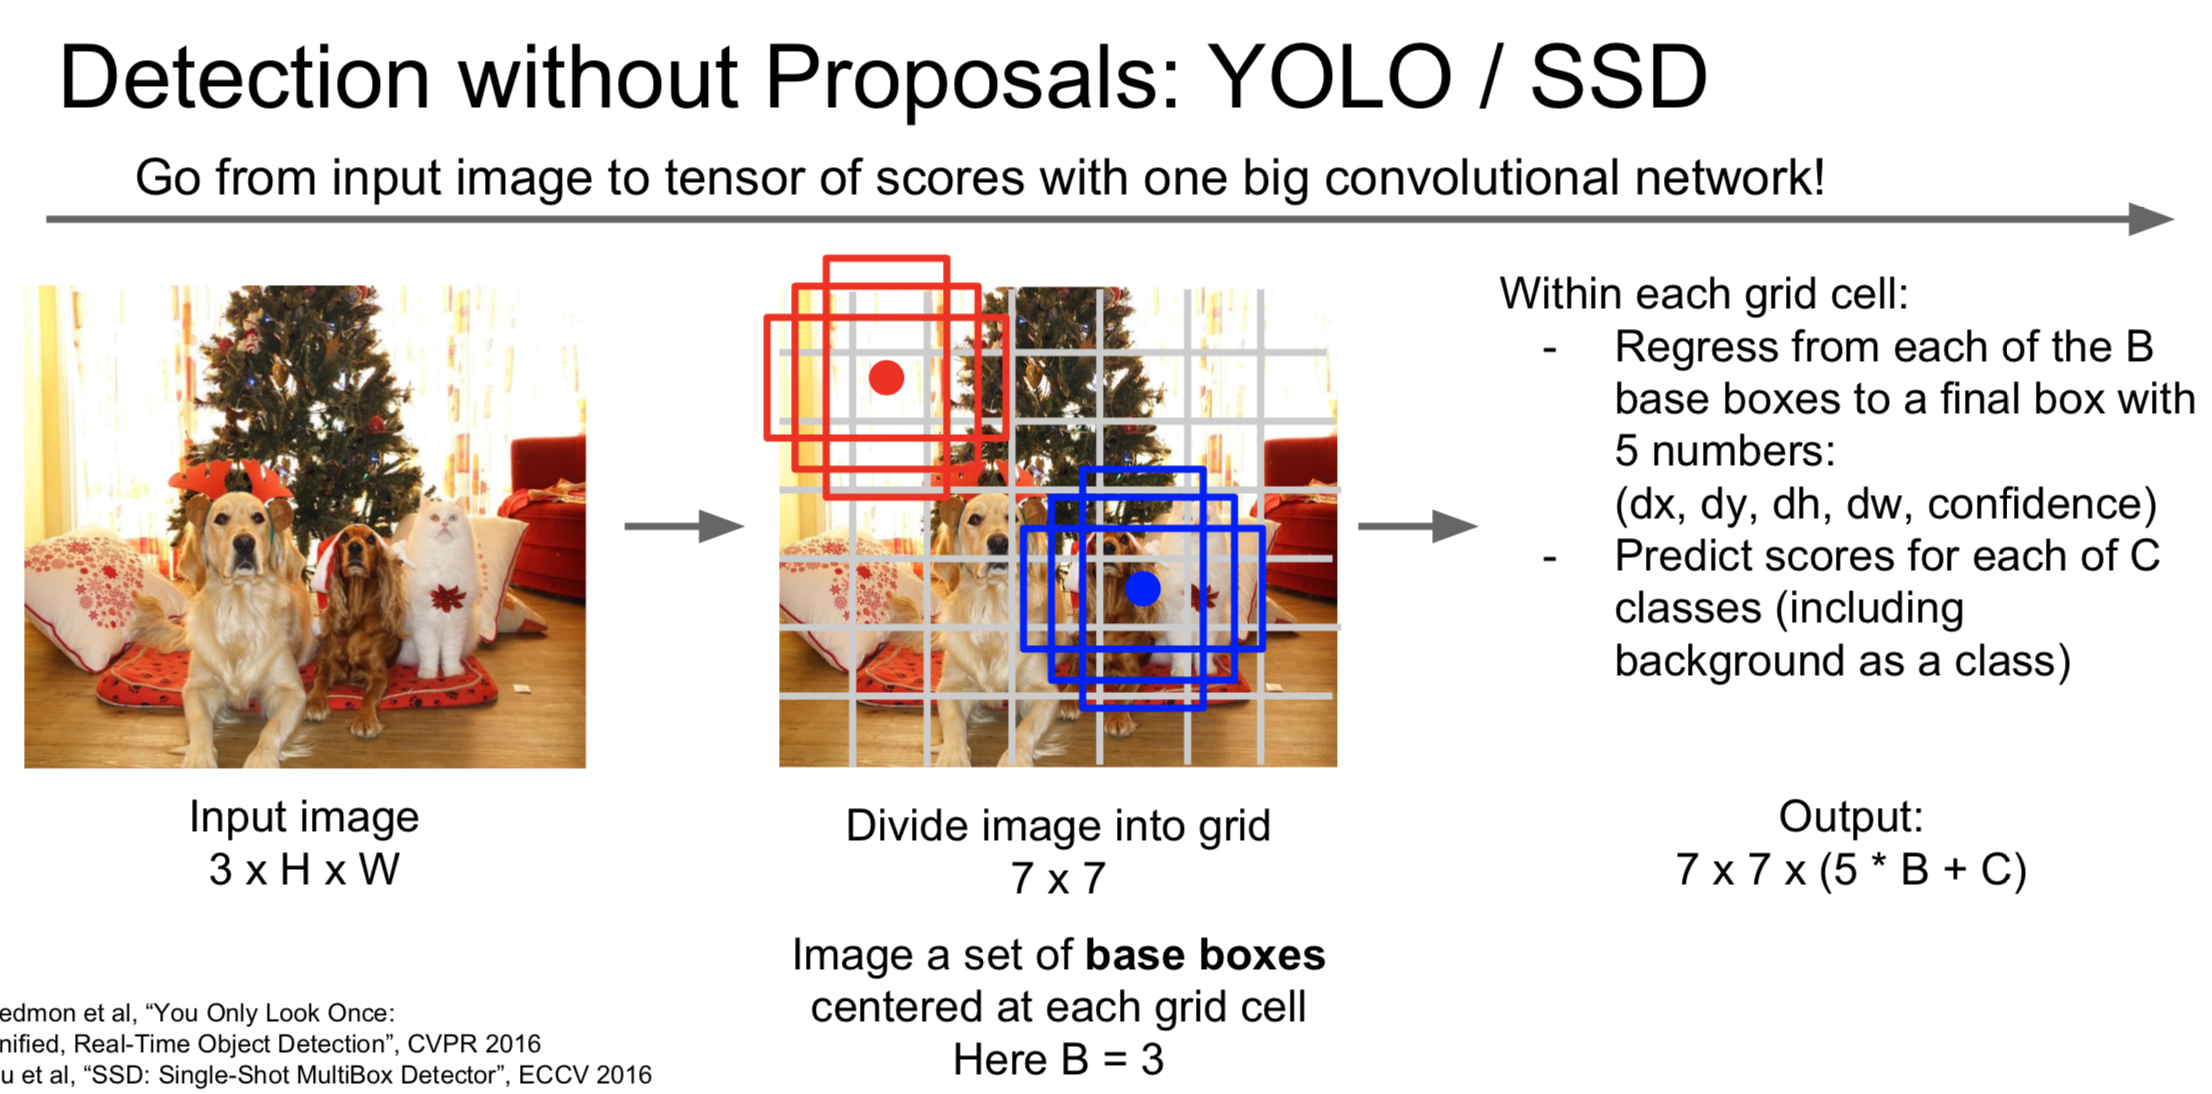 Detection without Proposals: YOLO / SSD
Go from input image to tensor of scores with one big convolutional network!
Input image
3 x H x W
Divide image into grid
7 x 7
Image a set of base boxes
centered at each grid cell
Here B = 3
Within each grid cell:
- Regress from each of the B
base boxes to a final box with
5 numbers:
(dx, dy, dh, dw, confidence)
- Predict scores for each of C
classes (including
background as a class)
Output:
7 x 7 x (5 * B + C)
edmon et al, “You Only Look Once:
nified, Real-Time Object Detection”, CVPR 2016
u et al, “SSD: Single-Shot MultiBox Detector”, ECCV 2016